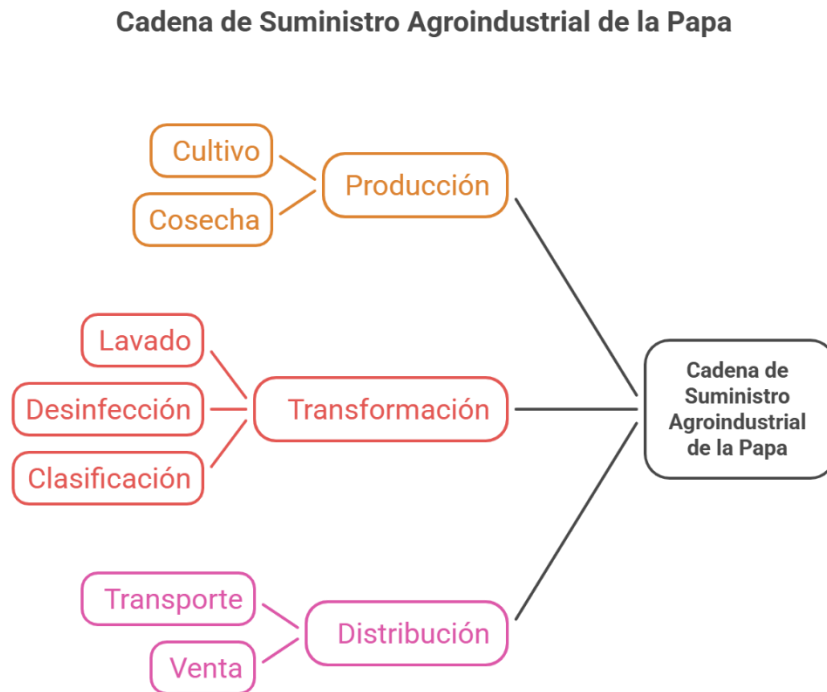 Cadena de Suministro Agroindustrial de la Papa
Cultivo
Cosecha
Producción
Lavado
Desinfección
Clasificación
Transformación
Transporte
Venta
Distribución
Cadena de
Suministro
Agroindustrial
de la Papa